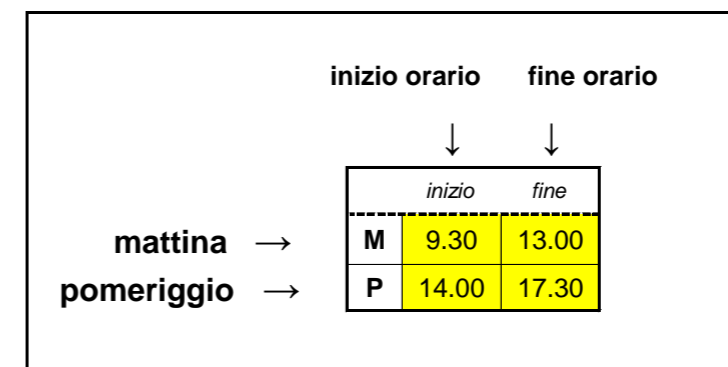 inizio orario fine orario
↓ ↓
inizio fine
mattina → M 9.30 13.00
pomeriggio → P 14.00 17.30